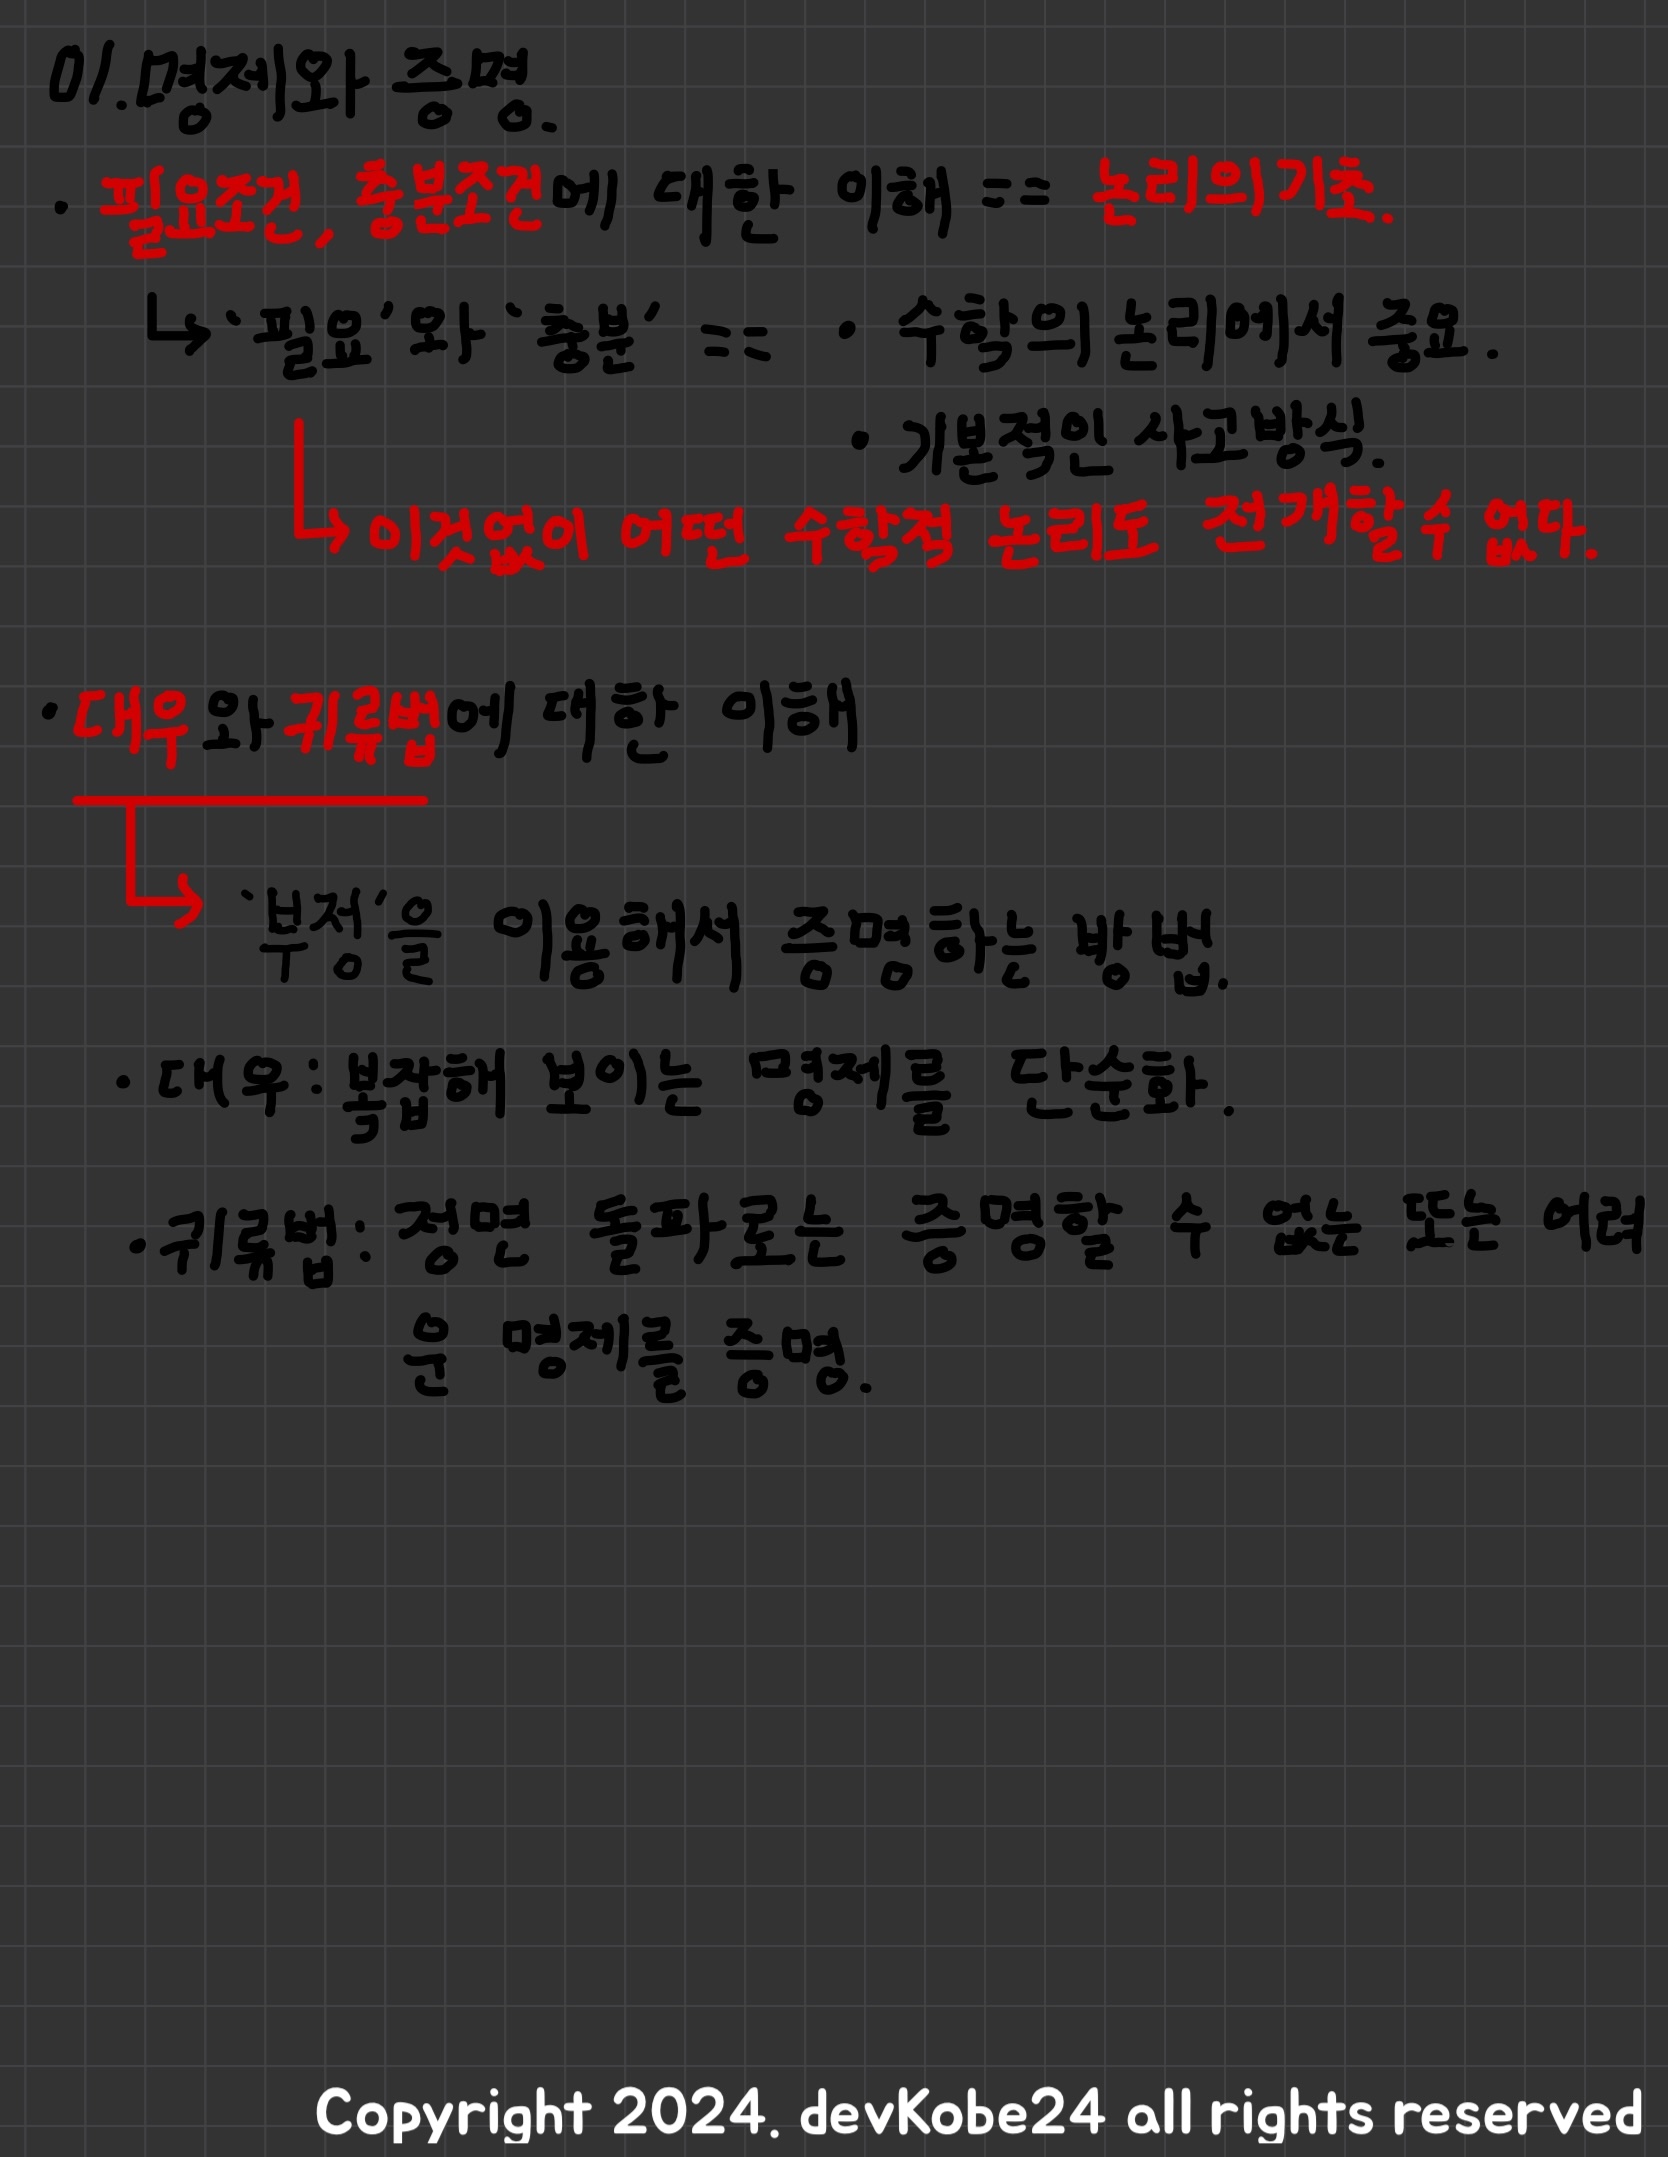 01. 명제와 증명.
· 필요조건, 충분조건에 대한 이해 == 논리의 기초.
↳ '필요'와 '충분' == · 수학의 논리에서 중요.
· 기본적인 사고방식.
↳ 이것없이 어떤 수학적 논리도 전개할 수 없다.
· 대우와 귀류법에 대한 이해
↳ '부정'을 이용해서 증명하는 방법.
· 대우: 복잡해 보이는 명제를 단순화.
· 귀류법: 정면 돌파로는 증명할 수 없는 또는 어려
운 명제를 증명.
Copyright 2024. devKobe24 all rights reserved